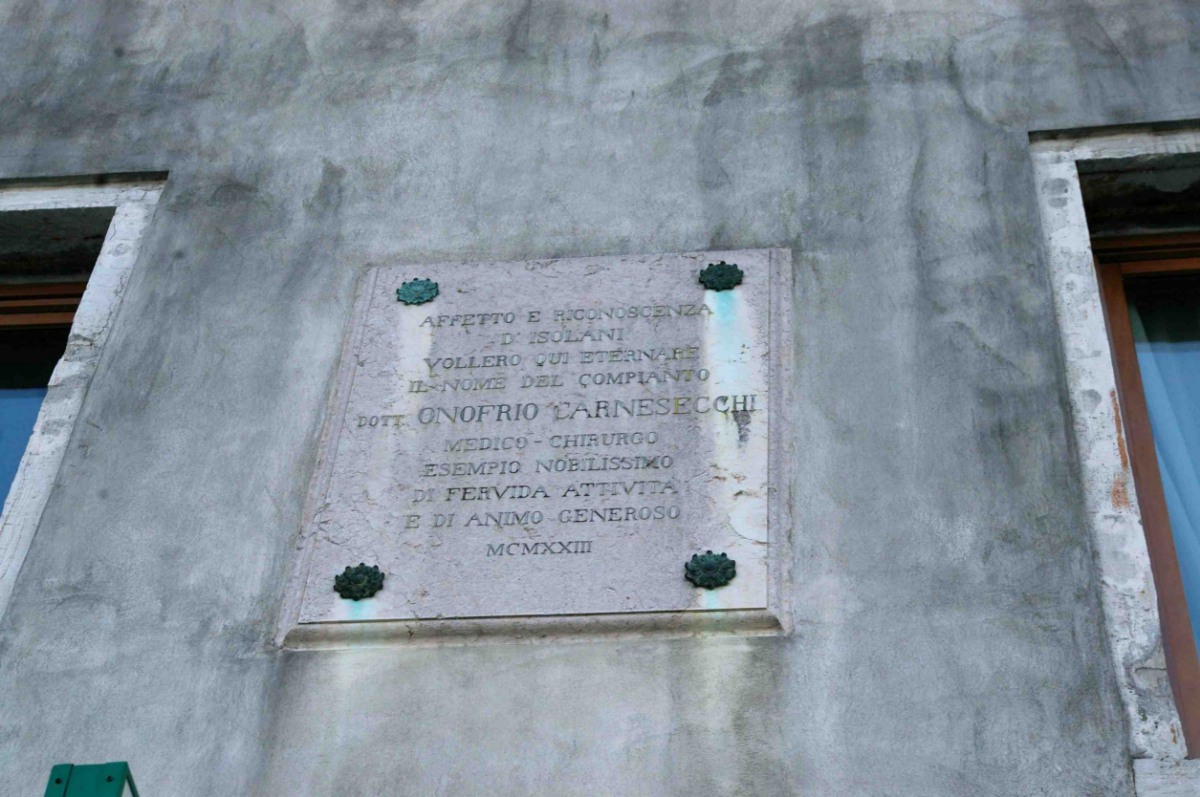 AFFETTO E RICONOSCENZA
D' ISOLANI
VOLLERO QUI ETERNARE
IL NOME DEL COMPIANTO
DOTT. ONOFRIO CARNESECCHI
MEDICO - CHIRURGO
ESEMPIO NOBILISSIMO
DI FERVIDA ATTIVITA
E DI ANIMO GENEROSO
MCMXXIII